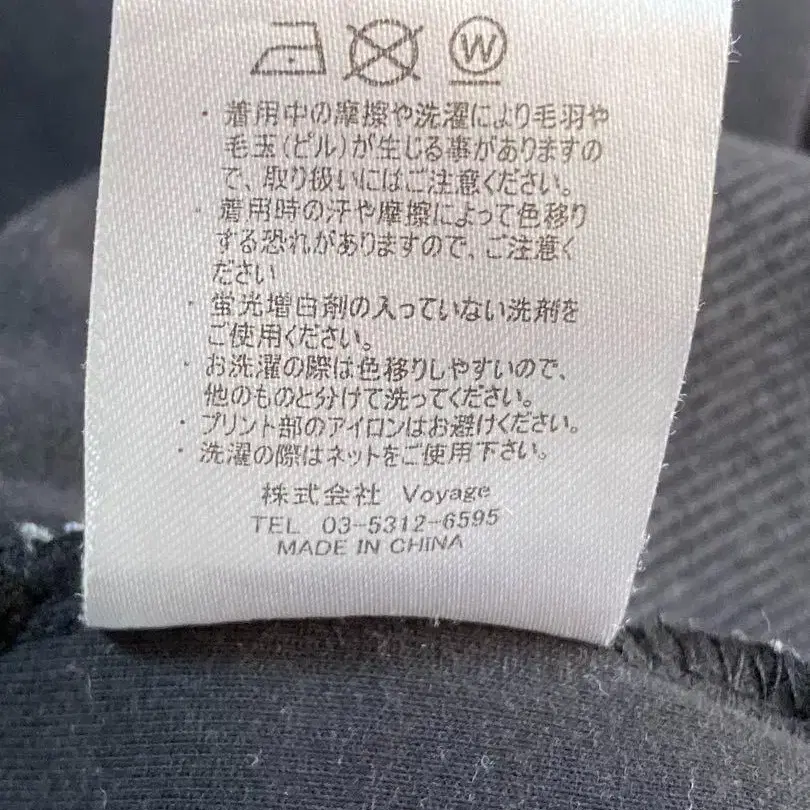 W
・着用中の摩擦や洗濯により毛羽や
毛玉(ピル)が生じる事がありますの
で、取り扱いにはご注意ください。
・着用時の汗や摩擦によって色移り
する恐れがありますので、ご注意く
ださい
・蛍光増白剤の入っていない洗剤を
ご使用ください。
・お洗濯の際は色移りしやすいので、
他のものと分けて洗ってください。
・プリント部のアイロンはお避けください。
・洗濯の際はネットをご使用下さい。
株式会社 Voyage
TEL 03-5312-6595
MADE IN CHINA